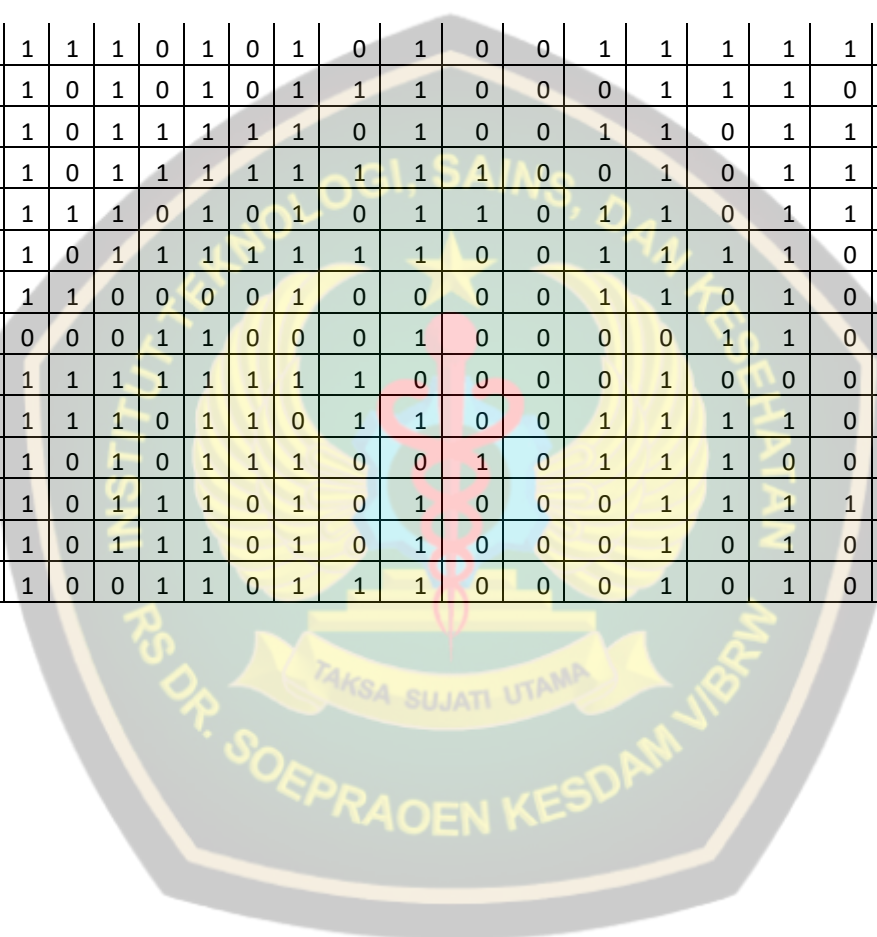 1 1 1 0 1 0 1 0 1 0 0 1 1 1 1 1
1 0 1 0 1 0 1 1 1 0 0 0 1 1 1 0
1 0 1 1 1 1 1 0 1 0 0 1 1 0 1 1
1 0 1 1 1 1 1 1 1 1 0 0 1 0 1 1
1 1 1 0 1 0 1 0 1 1 0 1 1 0 1 1
1 0 1 1 1 1 1 1 1 0 0 1 1 1 1 0
1 1 0 0 0 0 1 0 0 0 0 1 1 0 1 0
0 0 0 1 1 0 0 0 1 0 0 0 0 1 1 0
1 1 1 1 1 1 1 1 0 0 0 0 1 0 0 0
1 1 1 0 1 1 0 1 1 0 0 1 1 1 1 0
1 0 1 0 1 1 1 0 0 1 0 1 1 1 0 0
1 0 1 1 1 0 1 0 1 0 0 0 1 1 1 1
1 0 1 1 1 0 1 0 1 0 0 0 1 0 1 0
1 0 0 1 1 0 1 1 1 0 0 0 1 0 1 0
INSTITUT TEKNOLOGI, SAINS, DAN KESEHATAN
TAKSA SUJATI UTAMA
RS DR. SOEPRAOEN KESDAM V/BRW